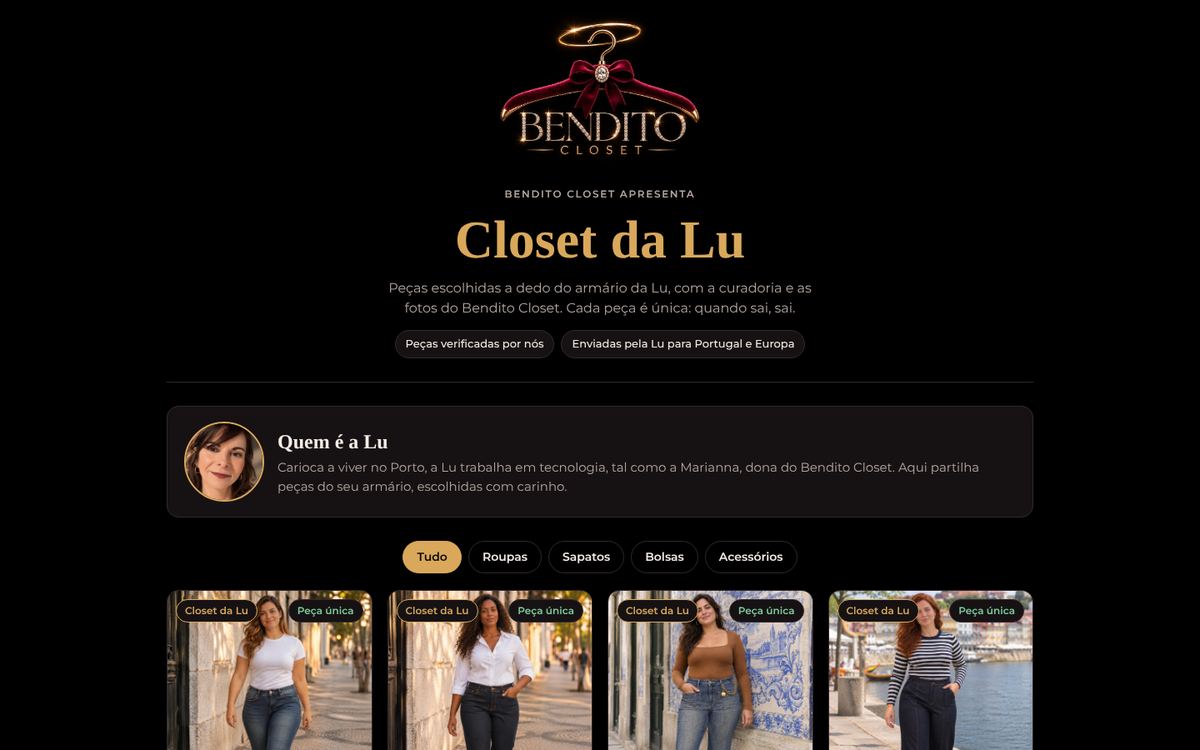 BENDITO
CLOSET
BENDITO CLOSET APRESENTA
Closet da Lu
Peças escolhidas a dedo do armário da Lu, com a curadoria e as
fotos do Bendito Closet. Cada peça é única: quando sai, sai.
Peças verificadas por nós
Enviadas pela Lu para Portugal e Europa
Quem é a Lu
Carioca a viver no Porto, a Lu trabalha em tecnologia, tal como a Marianna, dona do Bendito Closet. Aqui partilha
peças do seu armário, escolhidas com carinho.
Tudo
Roupas
Sapatos
Bolsas
Acessórios
Closet da Lu
Peça única
Closet da Lu
Peça única
Closet da Lu
Peça única
Closet da Lu
Peça única